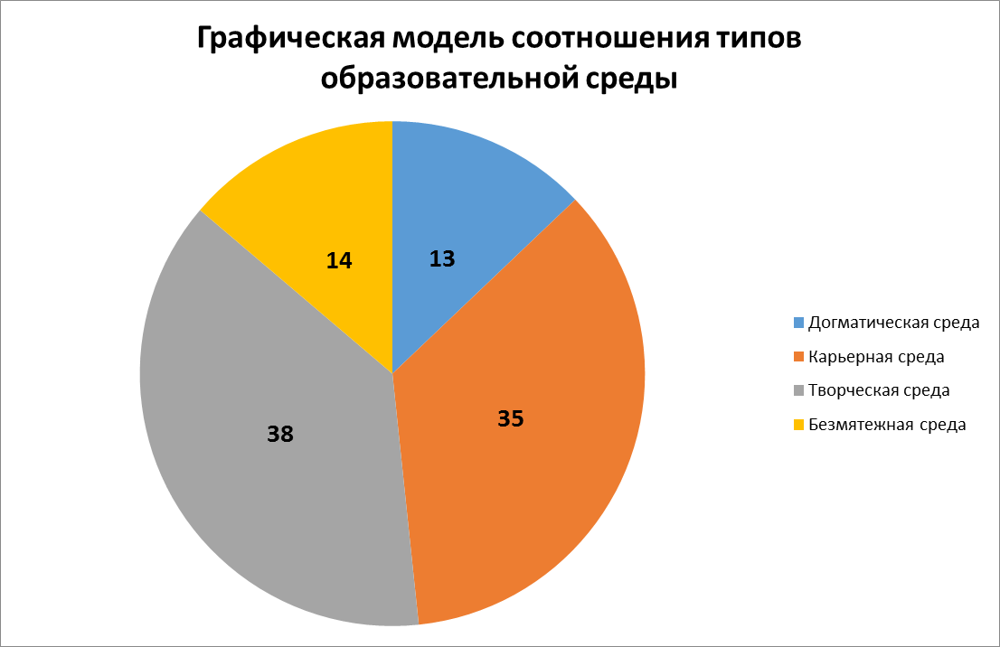 Графическая модель соотношения типов
образовательной среды
14
13
35
38
Догматическая среда
Карьерная среда
Творческая среда
Безмятежная среда